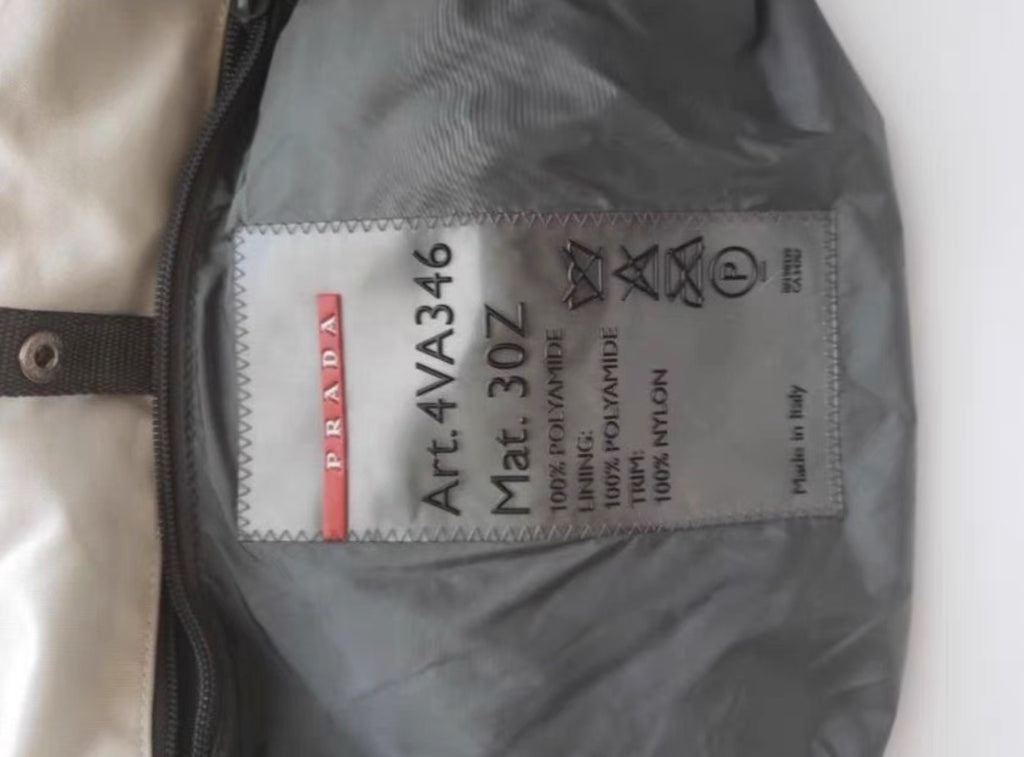 PRADA
Art.4VA346
Mat. 30Z
100% POLYAMIDE
LINING:
100% POLYAMIDE
TRIM:
100% NYLON
P
Made in Italy